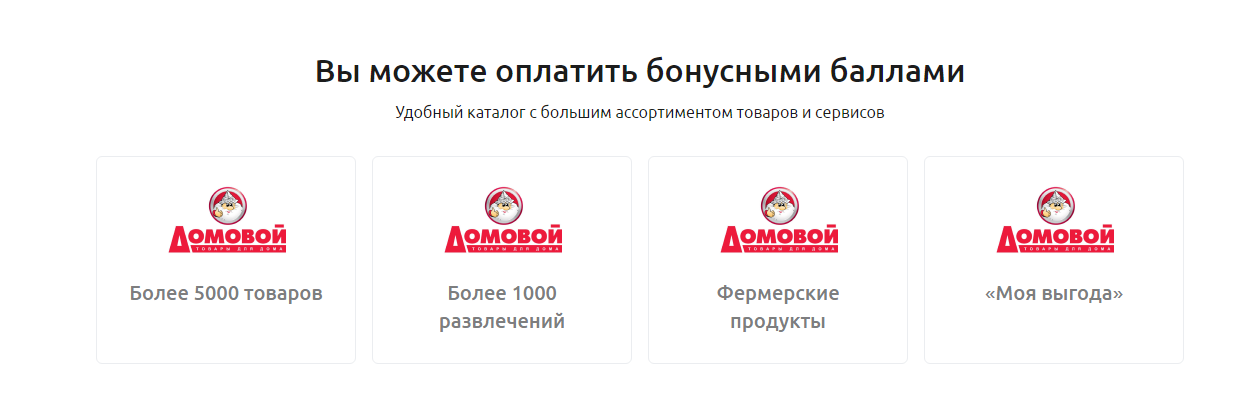 Вы можете оплатить бонусными баллами
Удобный каталог с большим ассортиментом товаров и сервисов
ДОМОВОЙ
ТОВАРЫ ДЛЯ ДОМА
Более 5000 товаров
ДОМОВОЙ
ТОВАРЫ ДЛЯ ДОМА
Более 1000
развлечений
ДОМОВОЙ
ТОВАРЫ ДЛЯ ДОМА
Фермерские
продукты
ДОМОВОЙ
ТОВАРЫ ДЛЯ ДОМА
«Моя выгода»